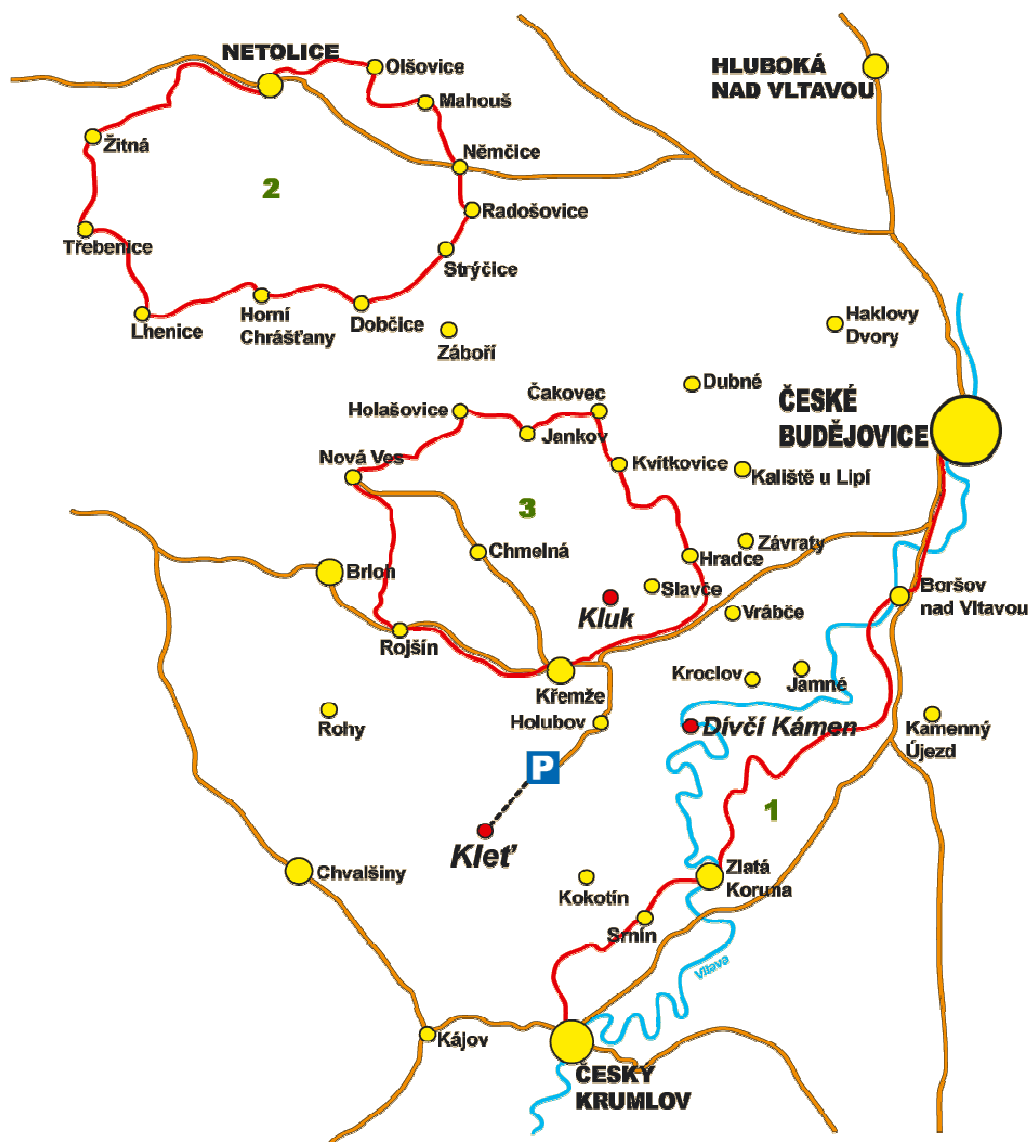 NETOLICE
Olšovice
HLUBOKÁ
NAD VLTAVOU
Mahouš
Žitná
Němčice
2
Radošovice
Třebenice
Strýčice
Lhenice
Horní
Chrášťany
Dobčice
Záboří
Haklovy
Dvory
Dubné
Čakovec
Holašovice
ČESKÉ
BUDĚJOVICE
Jankov
Nová Ves
Kvítkovice
Kaliště u Lipí
3
Chmelná
Závraty
Hradce
Brloh
Slavče
Boršov
nad Vltavou
Kluk
Vrábče
Rojšín
Kroclov
Jamné
Křemže
Holubov
Rohy
Dívčí Kámen
Kamenný
Újezd
P
1
Kleť
Chvalšiny
Zlatá
Koruna
Kokotín
Srnín
Vltava
Kájov
ČESKÝ
KRUMLOV